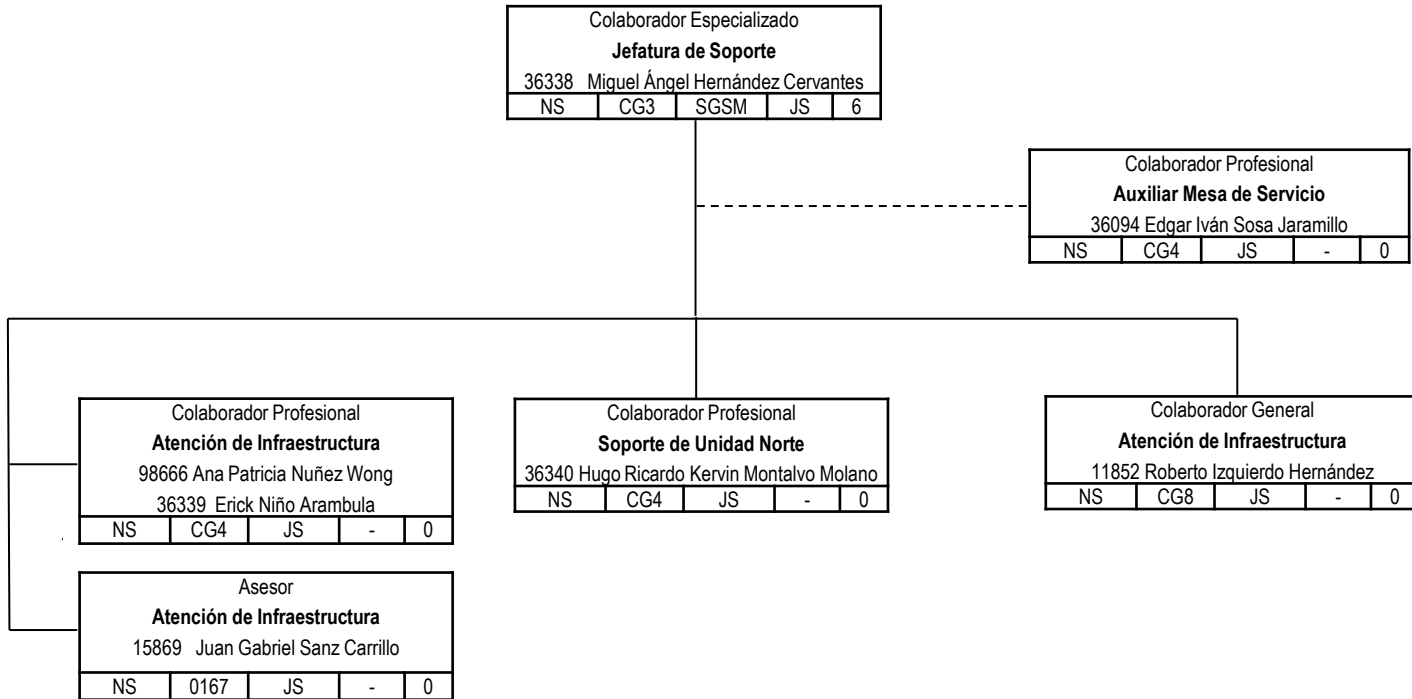 Colaborador Especializado
Jefatura de Soporte
36338 Miguel Ángel Hernández Cervantes
NS CG3 SGSM JS 6
Colaborador Profesional
Auxiliar Mesa de Servicio
36094 Edgar Iván Sosa Jaramillo
NS CG4 JS - 0
Colaborador Profesional
Atención de Infraestructura
98666 Ana Patricia Nuñez Wong
36339 Erick Niño Arambula
NS CG4 JS - 0
Colaborador Profesional
Soporte de Unidad Norte
36340 Hugo Ricardo Kervin Montalvo Molano
NS CG4 JS - 0
Colaborador General
Atención de Infraestructura
11852 Roberto Izquierdo Hernández
NS CG8 JS - 0
Asesor
Atención de Infraestructura
15869 Juan Gabriel Sanz Carrillo
NS 0167 JS - 0